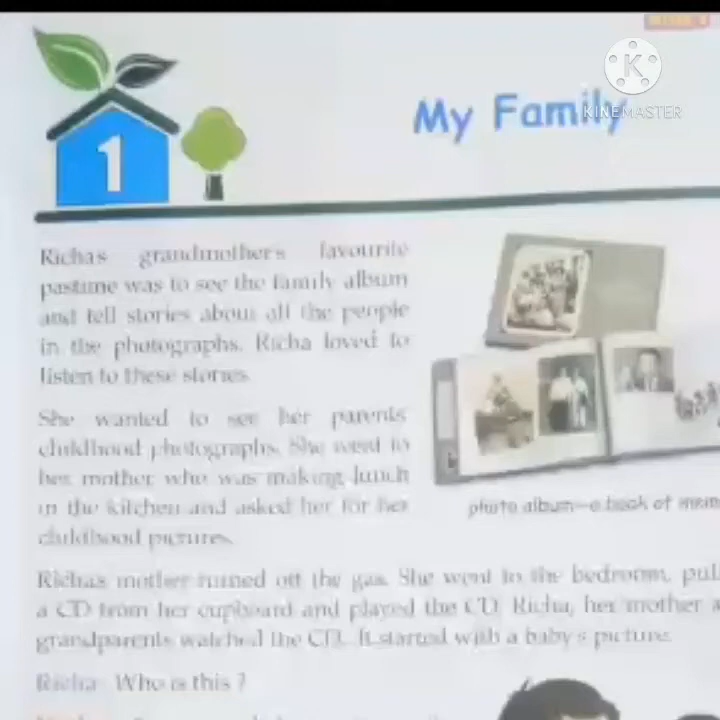 KINEMASTER
1
My Family
Richa's grandmother's favourite
pastime was to see the family album
and tell stories about all the people
in the photographs. Richa loved to
listen to these stories.
She wanted to see her parents
childhood photographs. She went to
her mother who was making lunch
in the kitchen and asked her for her
childhood pictures.
photo album—a book of
Richa's mother turned off the gas. She went to the bedroom,
a CD from her cupboard and played the CD. Richa, her mother
grandparents watched the CD. It started with a baby's picture.
Richa: Who is this ?